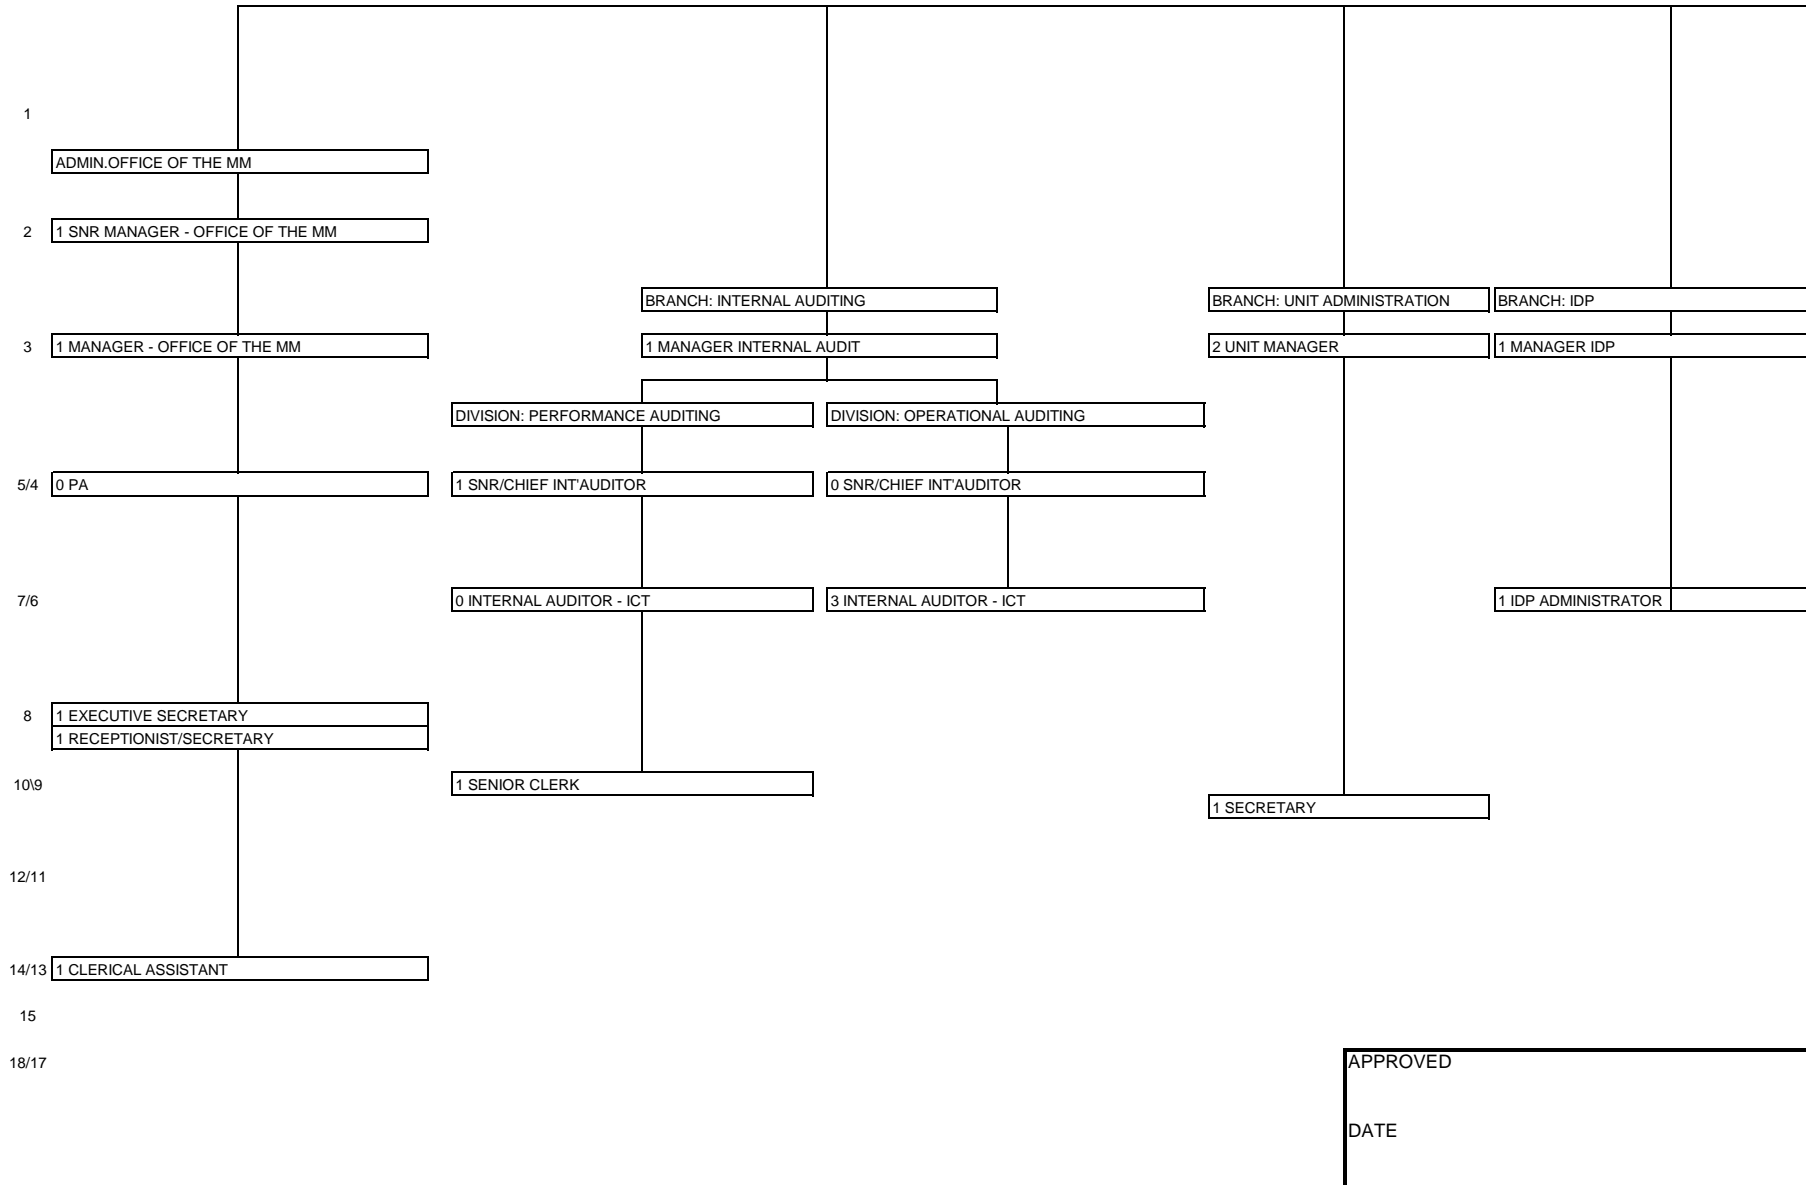 1
ADMIN.OFFICE OF THE MM
2 1 SNR MANAGER - OFFICE OF THE MM
BRANCH: INTERNAL AUDITING BRANCH: UNIT ADMINISTRATION BRANCH: IDP
3 1 MANAGER - OFFICE OF THE MM 1 MANAGER INTERNAL AUDIT 2 UNIT MANAGER 1 MANAGER IDP
DIVISION: PERFORMANCE AUDITING DIVISION: OPERATIONAL AUDITING
5/4 0 PA 1 SNR/CHIEF INT'AUDITOR 0 SNR/CHIEF INT'AUDITOR
7/6 0 INTERNAL AUDITOR - ICT 3 INTERNAL AUDITOR - ICT 1 IDP ADMINISTRATOR
8 1 EXECUTIVE SECRETARY
1 RECEPTIONIST/SECRETARY
10\9 1 SENIOR CLERK
1 SECRETARY
12/11
14/13 1 CLERICAL ASSISTANT
15
18/17 APPROVED
DATE